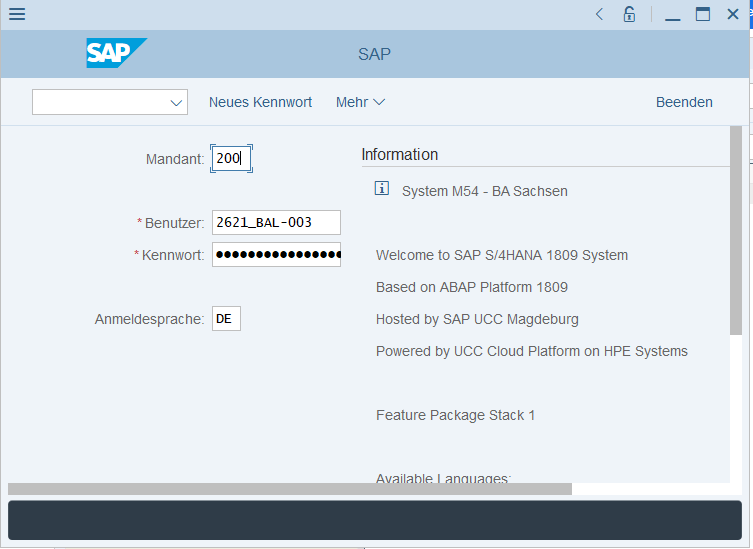 SAP
SAP
Neues Kennwort Mehr Beenden
Mandant: 200
Information
System M54 - BA Sachsen
* Benutzer: 2621_BAL-003
* Kennwort: ●●●●●●●●●●●●●●●●
Welcome to SAP S/4HANA 1809 System
Based on ABAP Platform 1809
Anmeldesprache: DE
Hosted by SAP UCC Magdeburg
Powered by UCC Cloud Platform on HPE Systems
Feature Package Stack 1
Available Languages: